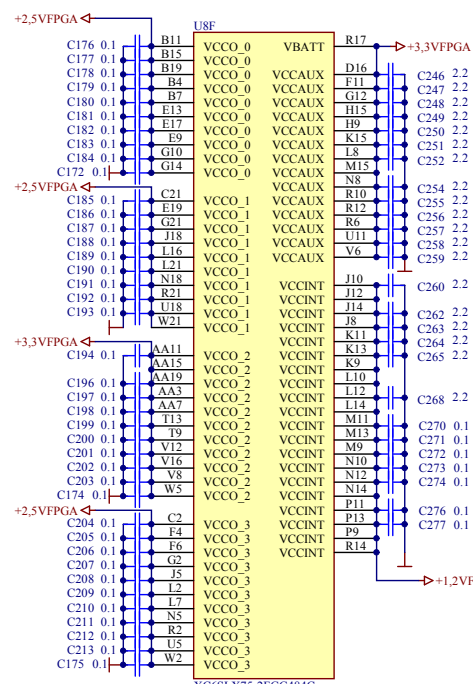 +2,5VFPGA U8F
C176 0.1 B11 VCCO_0 VBATT R17 +3,3VFPGA
C177 0.1 B15 VCCO_0
C178 0.1 B19 VCCO_0 VCCAUX D16 C246 2.2
C179 0.1 B4 VCCO_0 VCCAUX F11 C247 2.2
C180 0.1 B7 VCCO_0 VCCAUX G12 C248 2.2
C181 0.1 E13 VCCO_0 VCCAUX H15 C249 2.2
C182 0.1 E17 VCCO_0 VCCAUX H9 C250 2.2
C183 0.1 E9 VCCO_0 VCCAUX K15 C251 2.2
C184 0.1 G10 VCCO_0 VCCAUX L8 C252 2.2
C172 0.1 G14 VCCO_0 VCCAUX M15
+2,5VFPGA VCCAUX N8 C254 2.2
C185 0.1 C21 VCCO_1 VCCAUX R10 C255 2.2
C186 0.1 E19 VCCO_1 VCCAUX R12 C256 2.2
C187 0.1 G21 VCCO_1 VCCAUX R6 C257 2.2
C188 0.1 J18 VCCO_1 VCCAUX U11 C258 2.2
C189 0.1 L16 VCCO_1 VCCAUX V6 C259 2.2
C190 0.1 L21 VCCO_1
C191 0.1 N18 VCCO_1 VCCINT J10 C260 2.2
C192 0.1 R21 VCCO_1 VCCINT J12
C193 0.1 U18 VCCO_1 VCCINT J14 C262 2.2
W21 VCCO_1 VCCINT J8 C263 2.2
+3,3VFPGA VCCINT K11 C264 2.2
C194 0.1 AA11 VCCO_2 VCCINT K13 C265 2.2
AA15 VCCO_2 VCCINT K9
C196 0.1 AA19 VCCO_2 VCCINT L10
C197 0.1 AA3 VCCO_2 VCCINT L12 C268 2.2
C198 0.1 AA7 VCCO_2 VCCINT L14
C199 0.1 T13 VCCO_2 VCCINT M11 C270 0.1
C200 0.1 T9 VCCO_2 VCCINT M13 C271 0.1
C201 0.1 V12 VCCO_2 VCCINT M9 C272 0.1
C202 0.1 V16 VCCO_2 VCCINT N10 C273 0.1
C203 0.1 V8 VCCO_2 VCCINT N12 C274 0.1
C174 0.1 W5 VCCO_2 VCCINT N14
+2,5VFPGA VCCINT P11 C276 0.1
C204 0.1 C2 VCCO_3 VCCINT P13 C277 0.1
C205 0.1 F4 VCCO_3 VCCINT P9
C206 0.1 F6 VCCO_3 VCCINT R14
C207 0.1 G2 VCCO_3
C208 0.1 J5 VCCO_3 +1,2VF
C209 0.1 L2 VCCO_3
C210 0.1 L7 VCCO_3
C211 0.1 N5 VCCO_3
C212 0.1 R2 VCCO_3
C213 0.1 U5 VCCO_3
C175 0.1 W2 VCCO_3